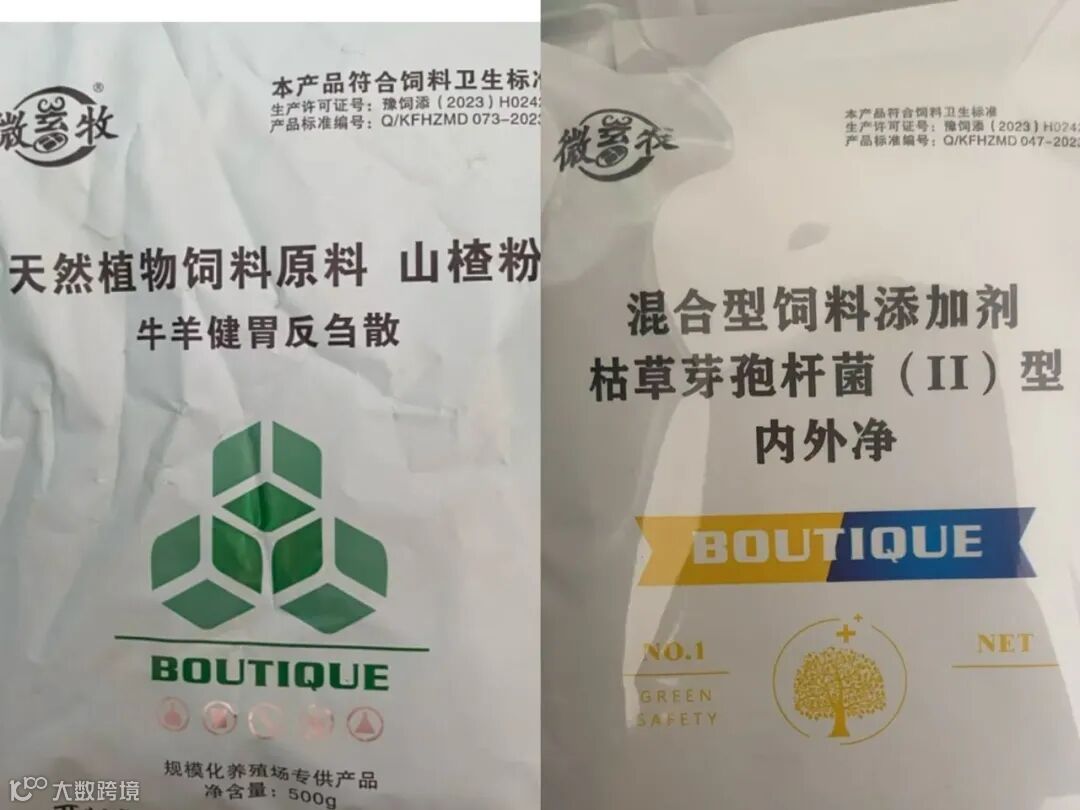 微畜牧®
本产品符合饲料卫生标准
生产许可证号：豫饲添（2023）H0242
产品标准编号：Q/KFHZMD 073-2023
天然植物饲料原料 山楂粉
牛羊健胃反刍散
BOUTIQUE
规模化养殖场专供产品
净含量：500g
微畜牧
本产品符合饲料卫生标准
生产许可证号：豫饲添（2023）H0242
产品标准编号：Q/KFHZMD 047-2023
混合型饲料添加剂
枯草芽孢杆菌（II）型
内外净
BOUTIQUE
NO.1
GREEN
SAFETY
NET
大数跨境